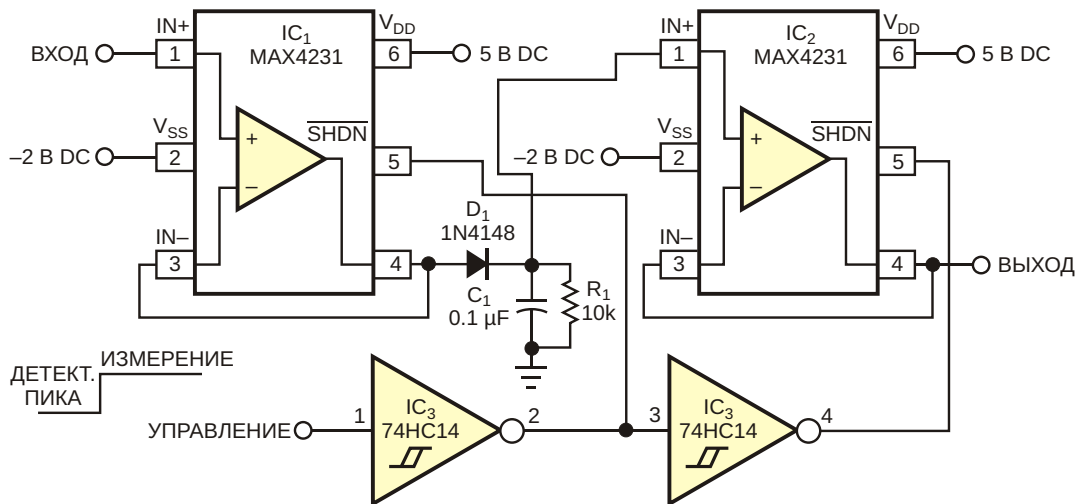 IN+
IC1
VDD
ВХОД
1
MAX4231
6
5 В DC
VSS
SHDN
–2 В DC
2
+
–
5
IN–
3
4
D1
1N4148
C1
0.1 µF
R1
10k
IN+
IC2
VDD
1
MAX4231
6
5 В DC
VSS
SHDN
–2 В DC
2
+
–
5
IN–
3
4
ВЫХОД
ИЗМЕРЕНИЕ
ДЕТЕКТ.
ПИКА
УПРАВЛЕНИЕ
1
IC3
74HC14
2
3
IC3
74HC14
4